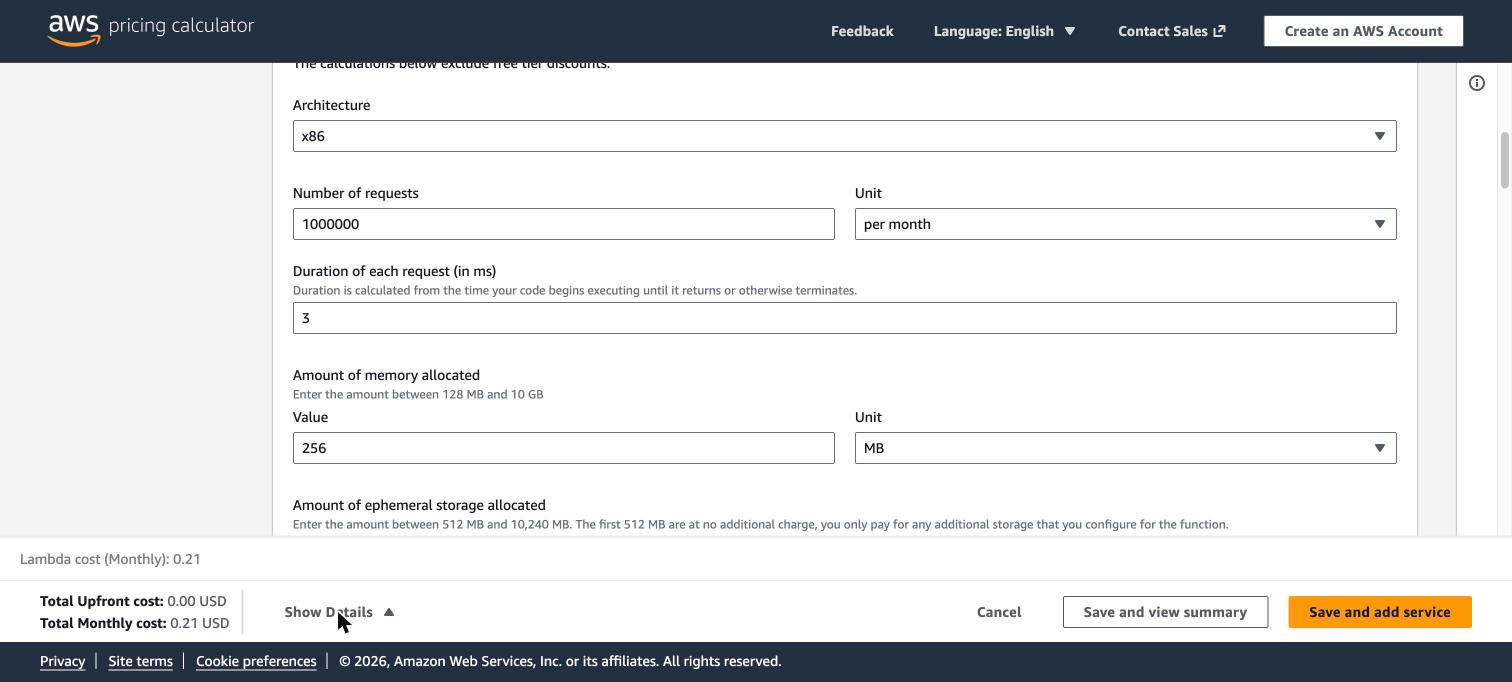 aws pricing calculator
Feedback
Language: English
Contact Sales
Create an AWS Account
The calculations below exclude free tier discounts.
Architecture
x86
Number of requests
Unit
1000000
per month
Duration of each request (in ms)
Duration is calculated from the time your code begins executing until it returns or otherwise terminates.
3
Amount of memory allocated
Enter the amount between 128 MB and 10 GB
Value
Unit
256
MB
Amount of ephemeral storage allocated
Enter the amount between 512 MB and 10,240 MB. The first 512 MB are at no additional charge, you only pay for any additional storage that you configure for the function.
Lambda cost (Monthly): 0.21
Total Upfront cost: 0.00 USD
Total Monthly cost: 0.21 USD
Show Details
Cancel
Save and view summary
Save and add service
Privacy | Site terms | Cookie preferences | © 2026, Amazon Web Services, Inc. or its affiliates. All rights reserved.